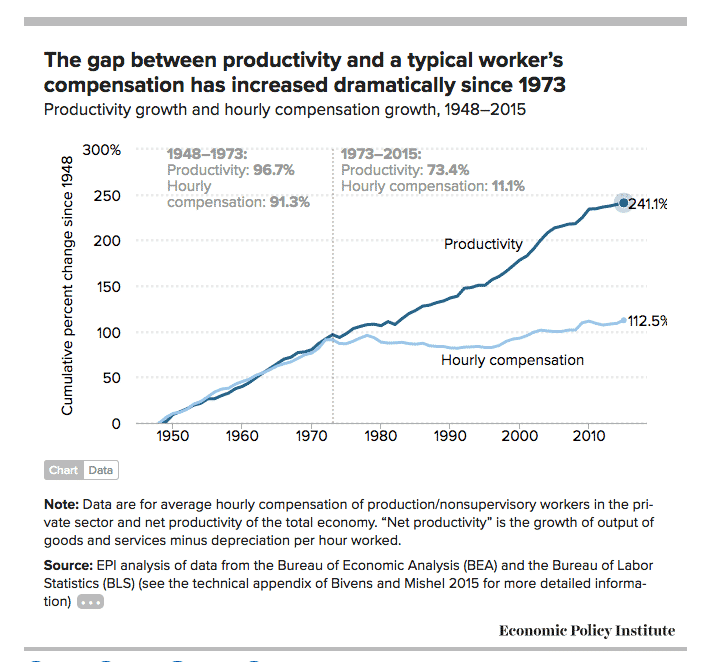 The gap between productivity and a typical worker’s
compensation has increased dramatically since 1973
Productivity growth and hourly compensation growth, 1948–2015
Cumulative percent change since 1948
300%
250
200
150
100
50
0
1948–1973:
Productivity: 96.7%
Hourly
compensation: 91.3%
1973–2015:
Productivity: 73.4%
Hourly compensation: 11.1%
241.1%
Productivity
112.5%
Hourly compensation
1950 1960 1970 1980 1990 2000 2010
Chart Data
Note: Data are for average hourly compensation of production/nonsupervisory workers in the pri-
vate sector and net productivity of the total economy. “Net productivity” is the growth of output of
goods and services minus depreciation per hour worked.
Source: EPI analysis of data from the Bureau of Economic Analysis (BEA) and the Bureau of Labor
Statistics (BLS) (see the technical appendix of Bivens and Mishel 2015 for more detailed informa-
tion)
Economic Policy Institute